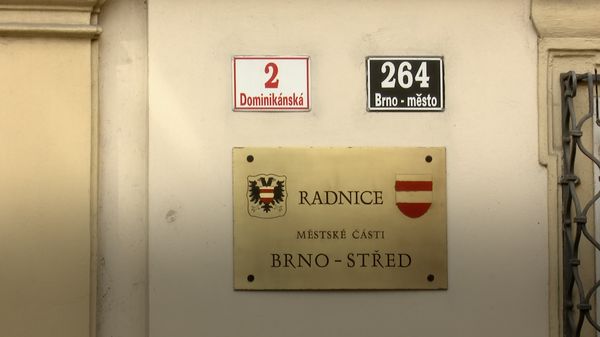 2
Dominikánská
264
Brno - město
RADNICE
MĚSTSKÉ ČÁSTI
BRNO - STŘED